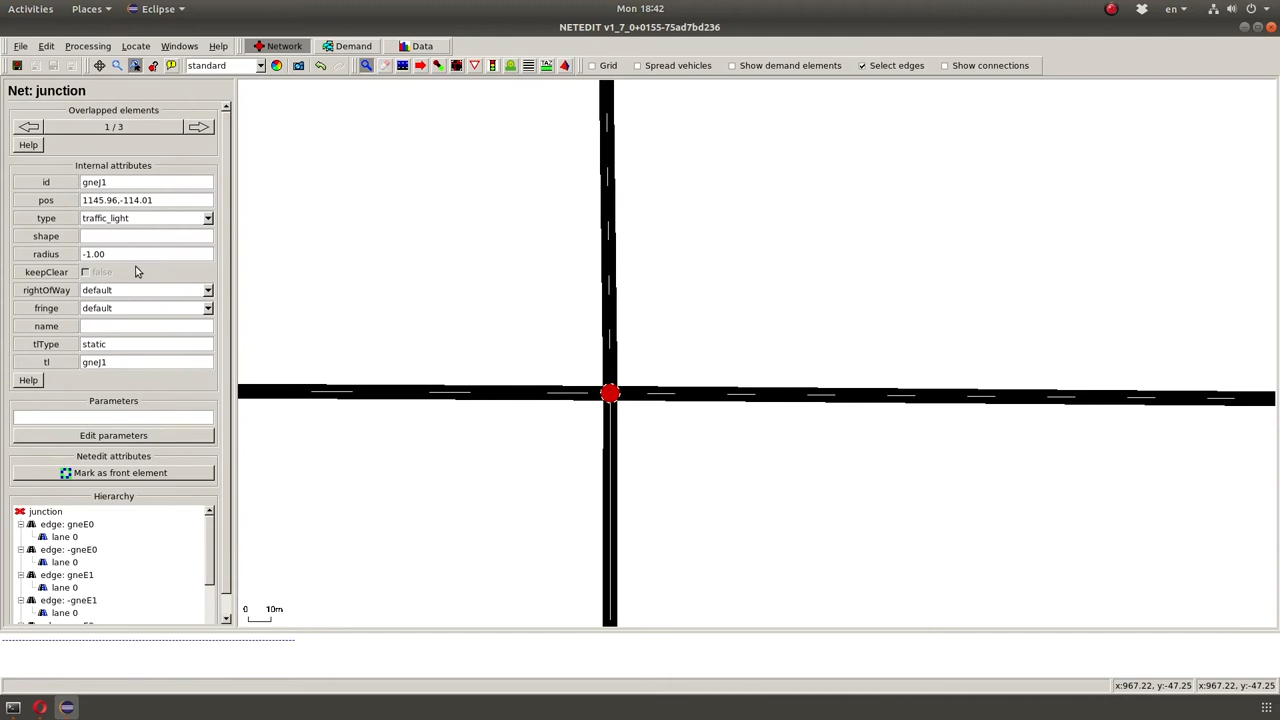 Activities Places Eclipse Mon 18:42 en
NETEDIT v1_7_0+0155-75ad7bd236
File Edit Processing Locate Windows Help Network Demand Data
standard Grid Spread vehicles Show demand elements Select edges Show connections
Net: junction
Overlapped elements
1 / 3
Help
Internal attributes
id gneJ1
pos 1145.96,-114.01
type traffic_light
shape
radius -1.00
keepClear false
rightOfWay default
fringe default
name
tlType static
tl gneJ1
Help
Parameters
Edit parameters
Netedit attributes
Mark as front element
Hierarchy
junction
edge: gneE0
lane 0
edge: -gneE0
lane 0
edge: gneE1
lane 0
edge: -gneE1
lane 0
0 10m
x:967.22, y:-47.25 x:967.22, y:-47.25